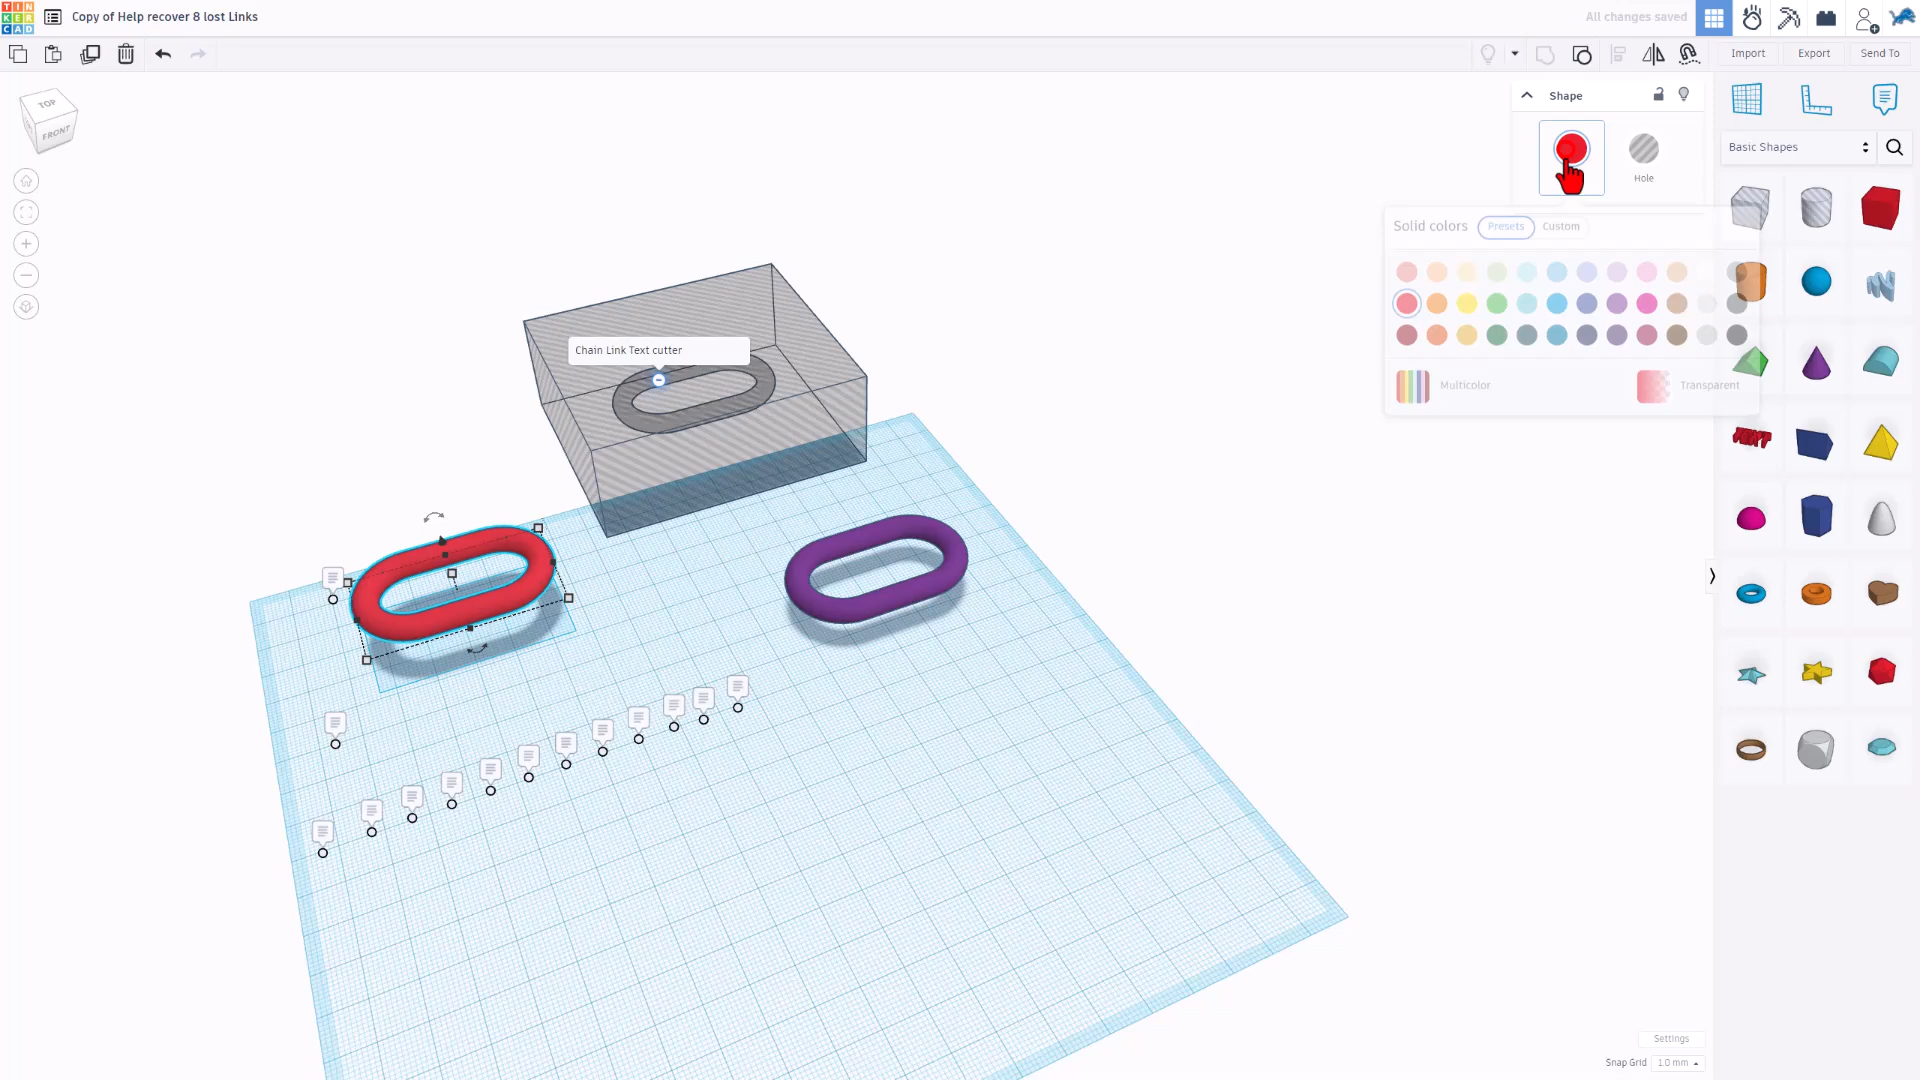 TIN
KER
CAD
Copy of Help recover 8 lost Links
All changes saved
Import
Export
Send To
TOP
FRONT
Shape
Hole
Basic Shapes
Solid colors
Presets
Custom
Multicolor
Transparent
Chain Link Text cutter
TEXT
Settings
Snap Grid
1.0 mm